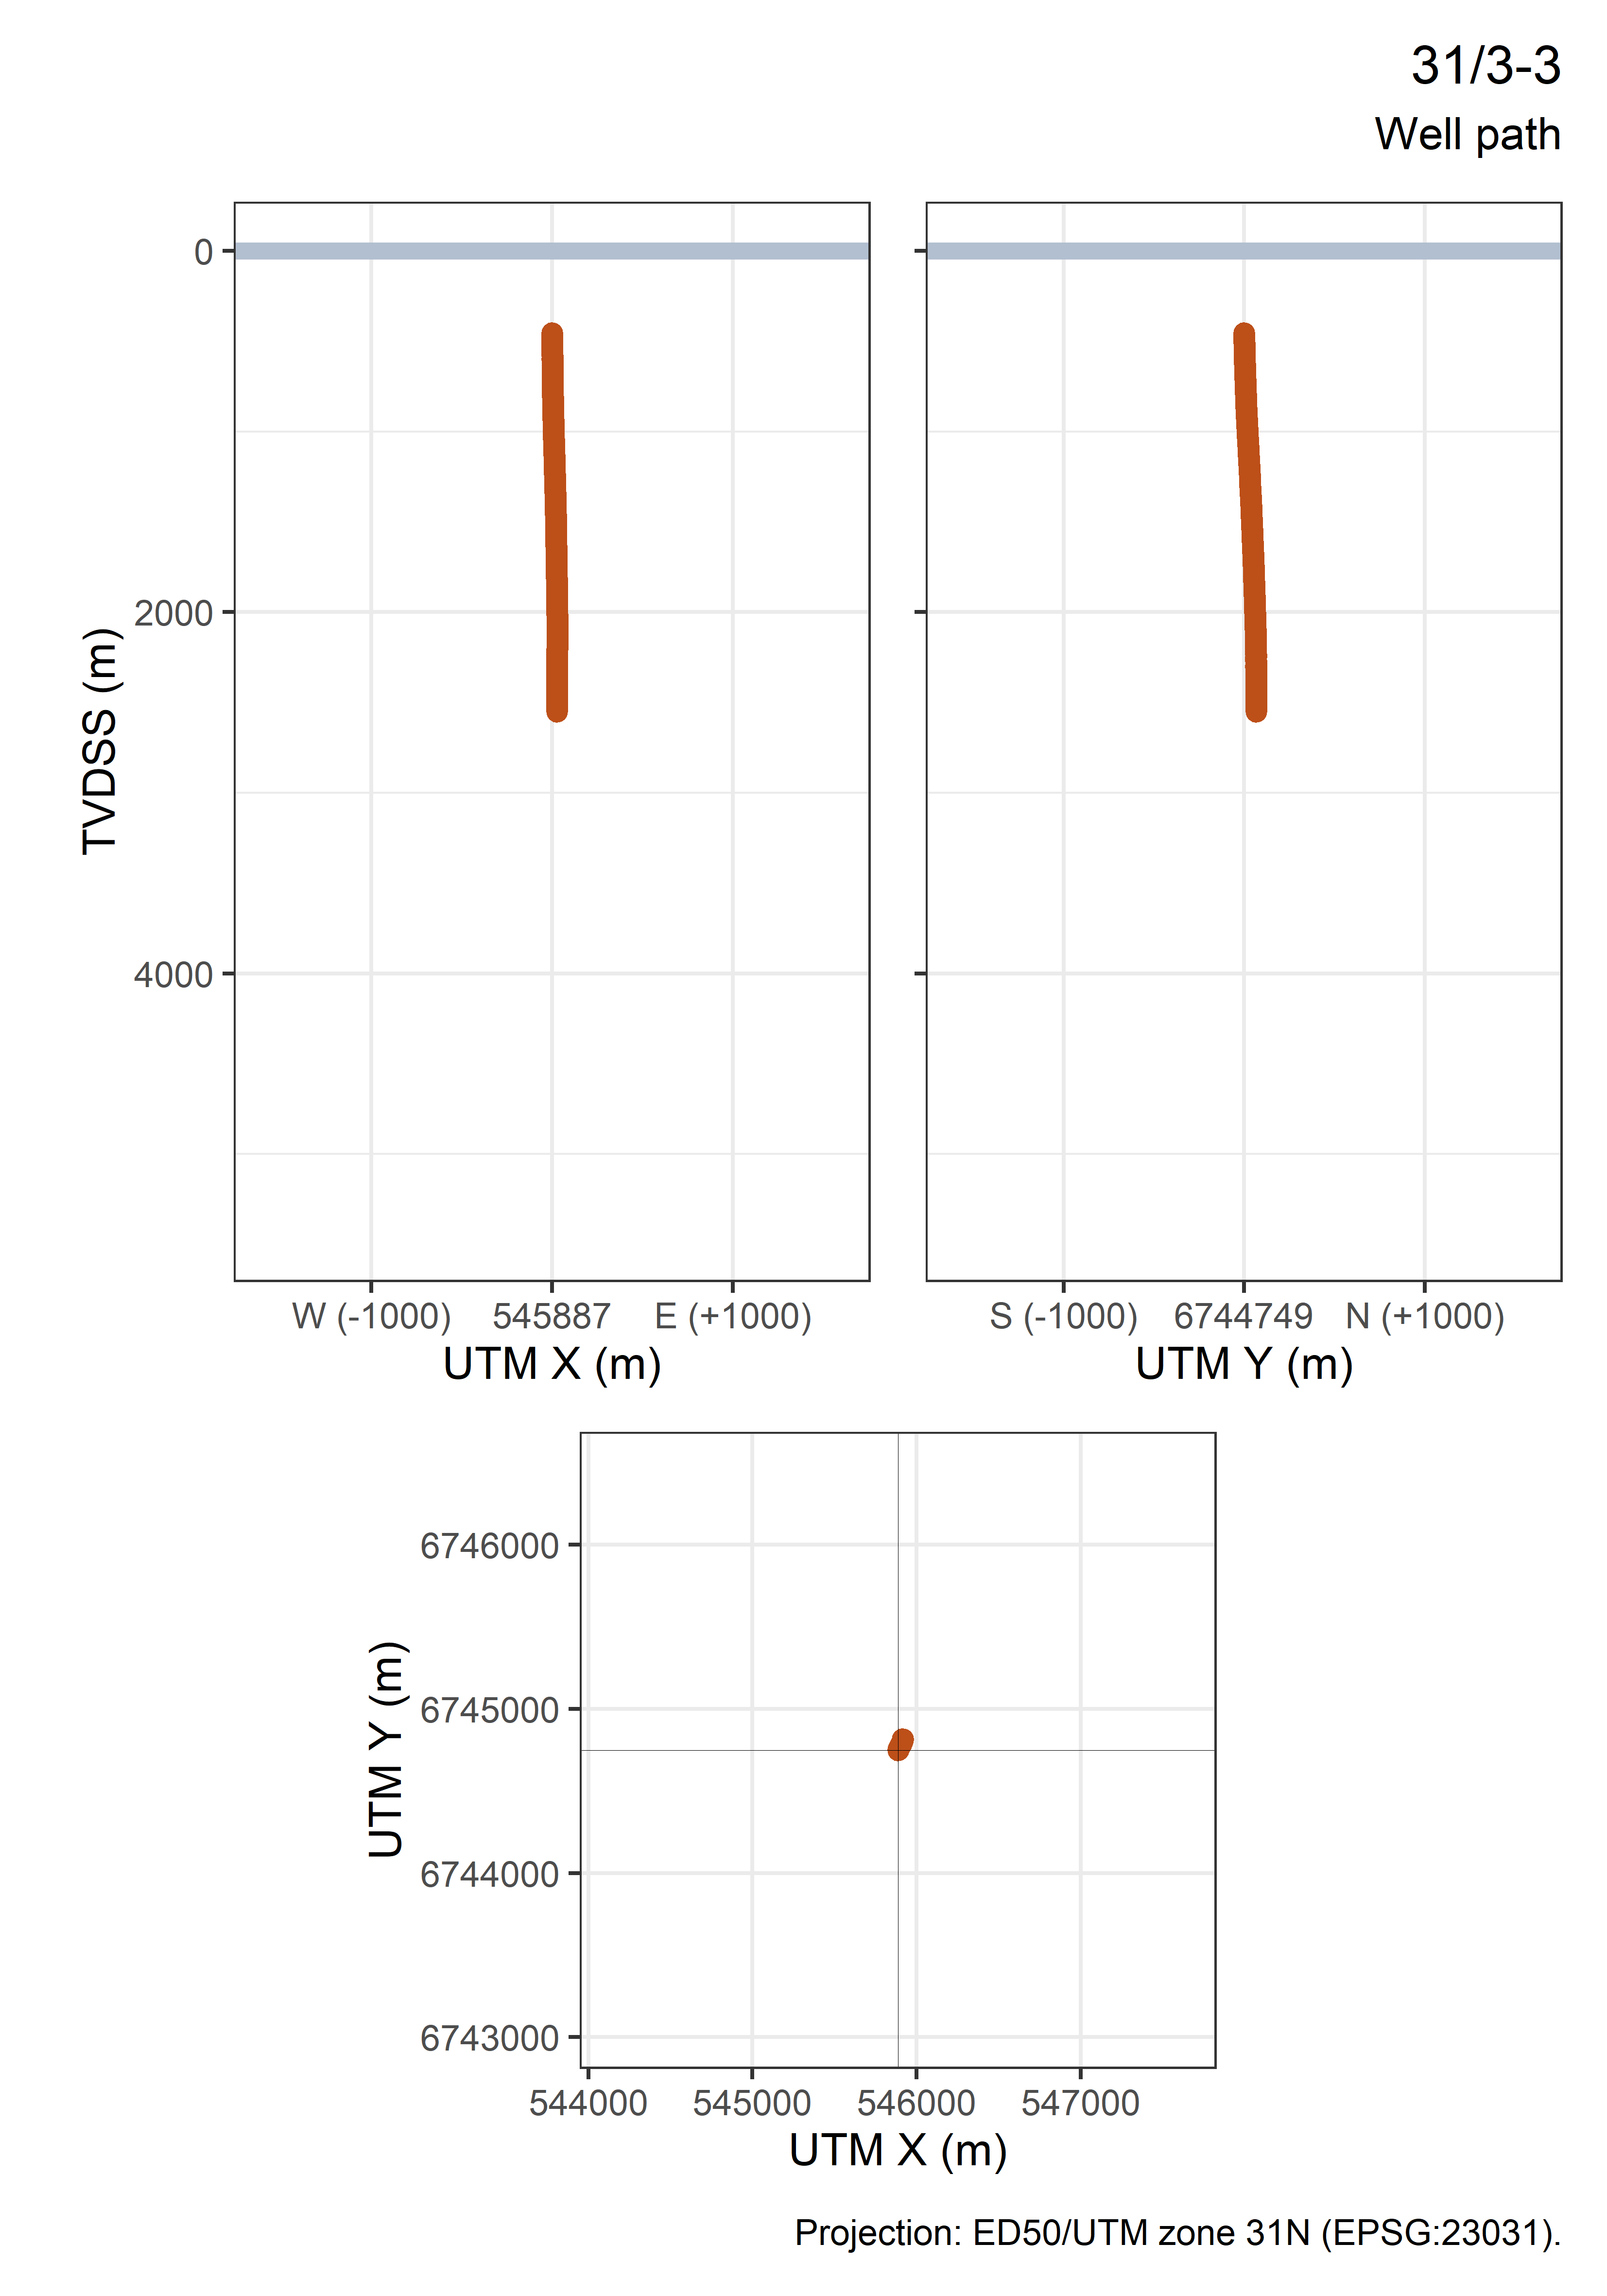 31/3-3
Well path
TVDSS (m)
0
2000
4000
W (-1000) 545887 E (+1000)
UTM X (m)
S (-1000) 6744749 N (+1000)
UTM Y (m)
UTM Y (m)
6746000
6745000
6744000
6743000
544000 545000 546000 547000
UTM X (m)
Projection: ED50/UTM zone 31N (EPSG:23031).